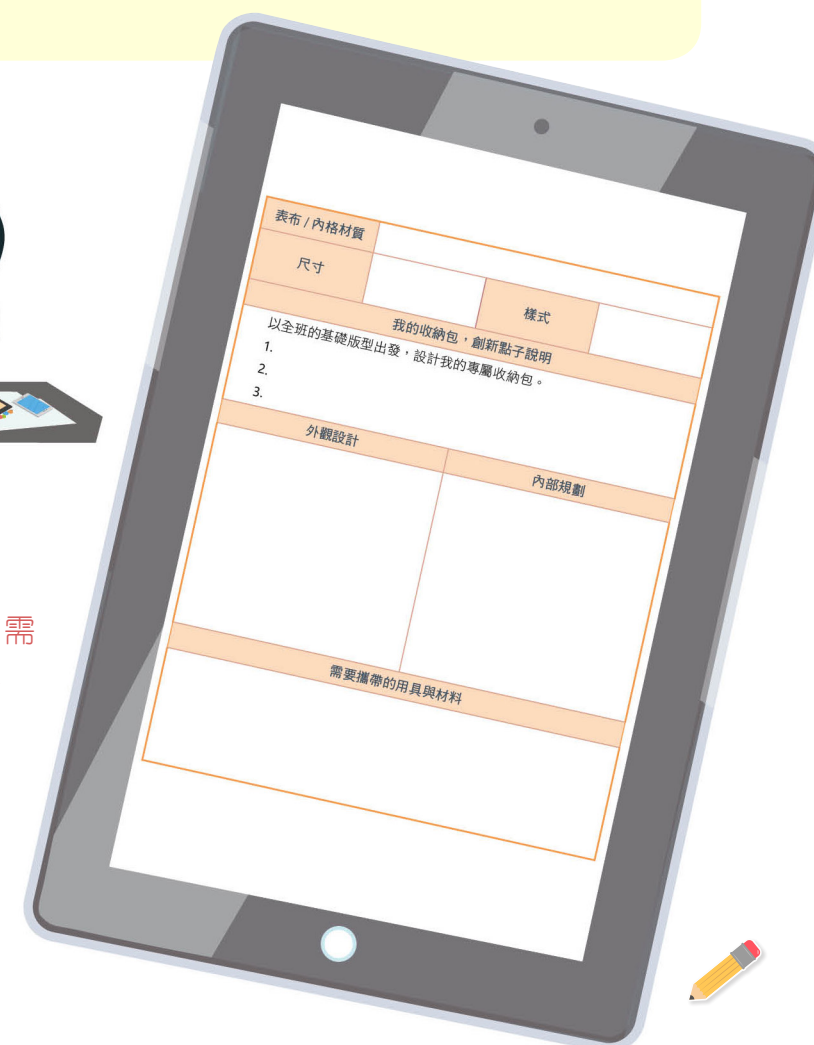 表布 / 內格材質
尺寸
樣式
我的收納包，創新點子說明
以全班的基礎版型出發，設計我的專屬收納包。
1.
2.
3.
外觀設計
內部規劃
需要攜帶的用具與材料
需